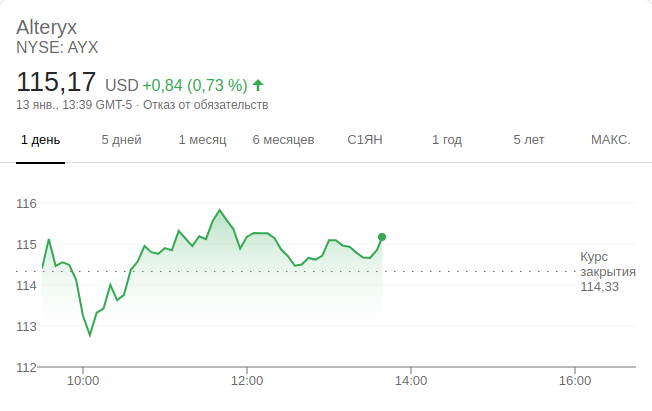 Alteryx
NYSE: AYX
115,17 USD +0,84 (0,73 %)
13 янв., 13:39 GMT-5 · Отказ от обязательств
1 день 5 дней 1 месяц 6 месяцев С1ЯН 1 год 5 лет МАКС.
116
115
114
113
112
Курс
закрытия
114,33
10:00 12:00 14:00 16:00